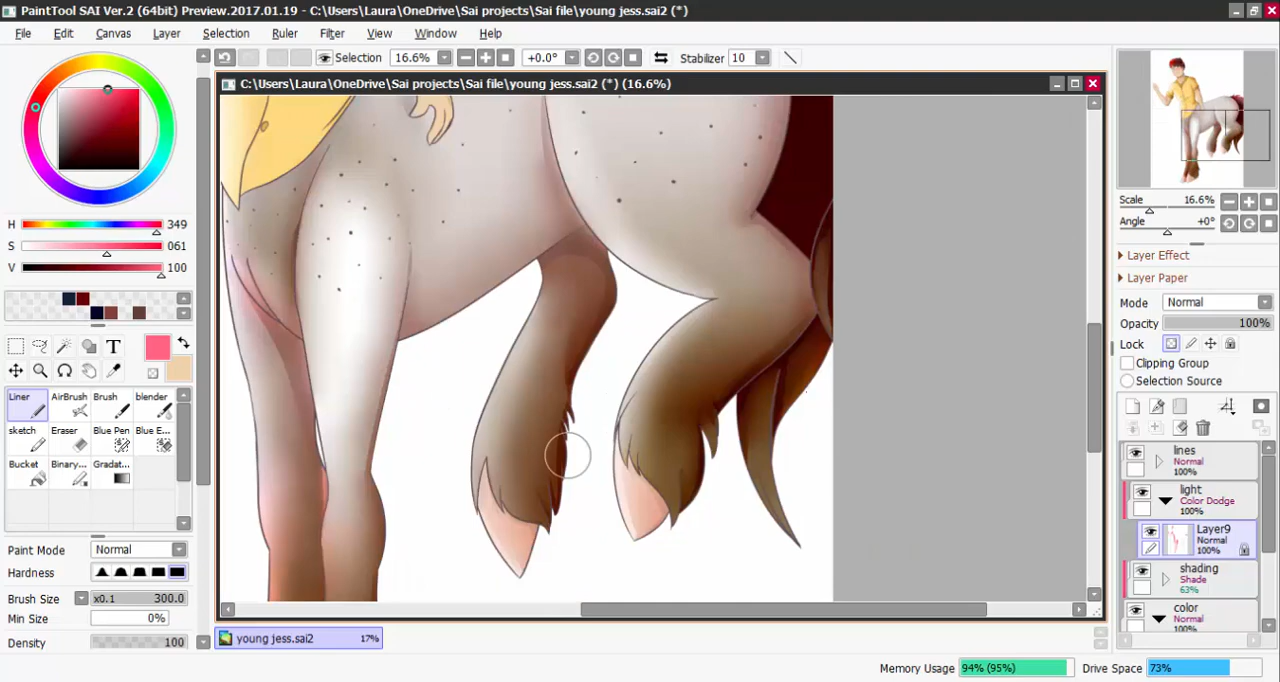 PaintTool SAI Ver.2 (64bit) Preview.2017.01.19 - C:\Users\Laura\OneDrive\Sai projects\Sai file\young jess.sai2 (*)
File Edit Canvas Layer Selection Ruler Filter View Window Help
Selection 16.6% +0.0° Stabilizer 10
C:\Users\Laura\OneDrive\Sai projects\Sai file\young jess.sai2 (*) (16.6%)
H 349
S 061
V 100
T
Liner AirBrush Brush blender
sketch Eraser Blue Pen Blue E...
Bucket Binary... Gradat...
Paint Mode Normal
Hardness
Brush Size x0.1 300.0
Min Size 0%
Density 100
Scale 16.6%
Angle +0°
Layer Effect
Layer Paper
Mode Normal
Opacity 100%
Lock
Clipping Group
Selection Source
lines
Normal
100%
light
Color Dodge
100%
Layer9
Normal
100%
shading
Shade
63%
color
Normal
100%
young jess.sai2 17%
Memory Usage 94% (95%) Drive Space 73%